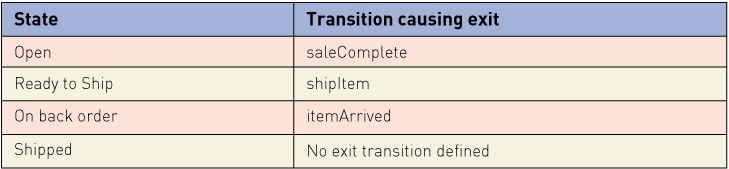 State Transition causing exit
Open saleComplete
Ready to Ship shipItem
On back order itemArrived
Shipped No exit transition defined